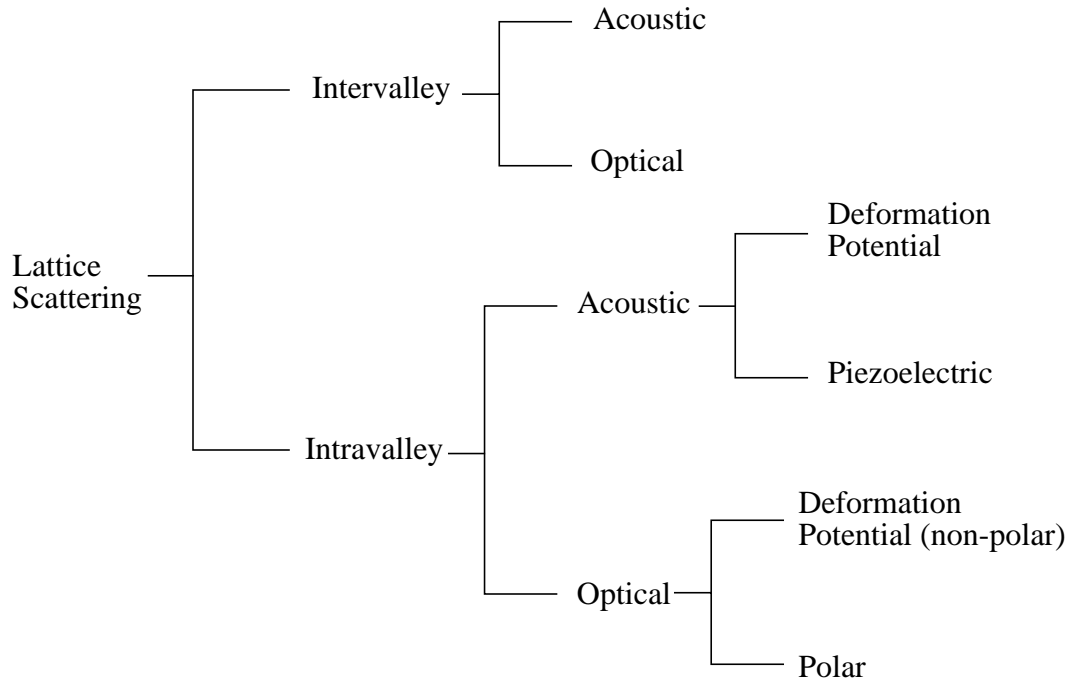 Acoustic
Intervalley
Optical
Deformation
Potential
Lattice
Scattering
Acoustic
Piezoelectric
Intravalley
Deformation
Potential (non-polar)
Optical
Polar